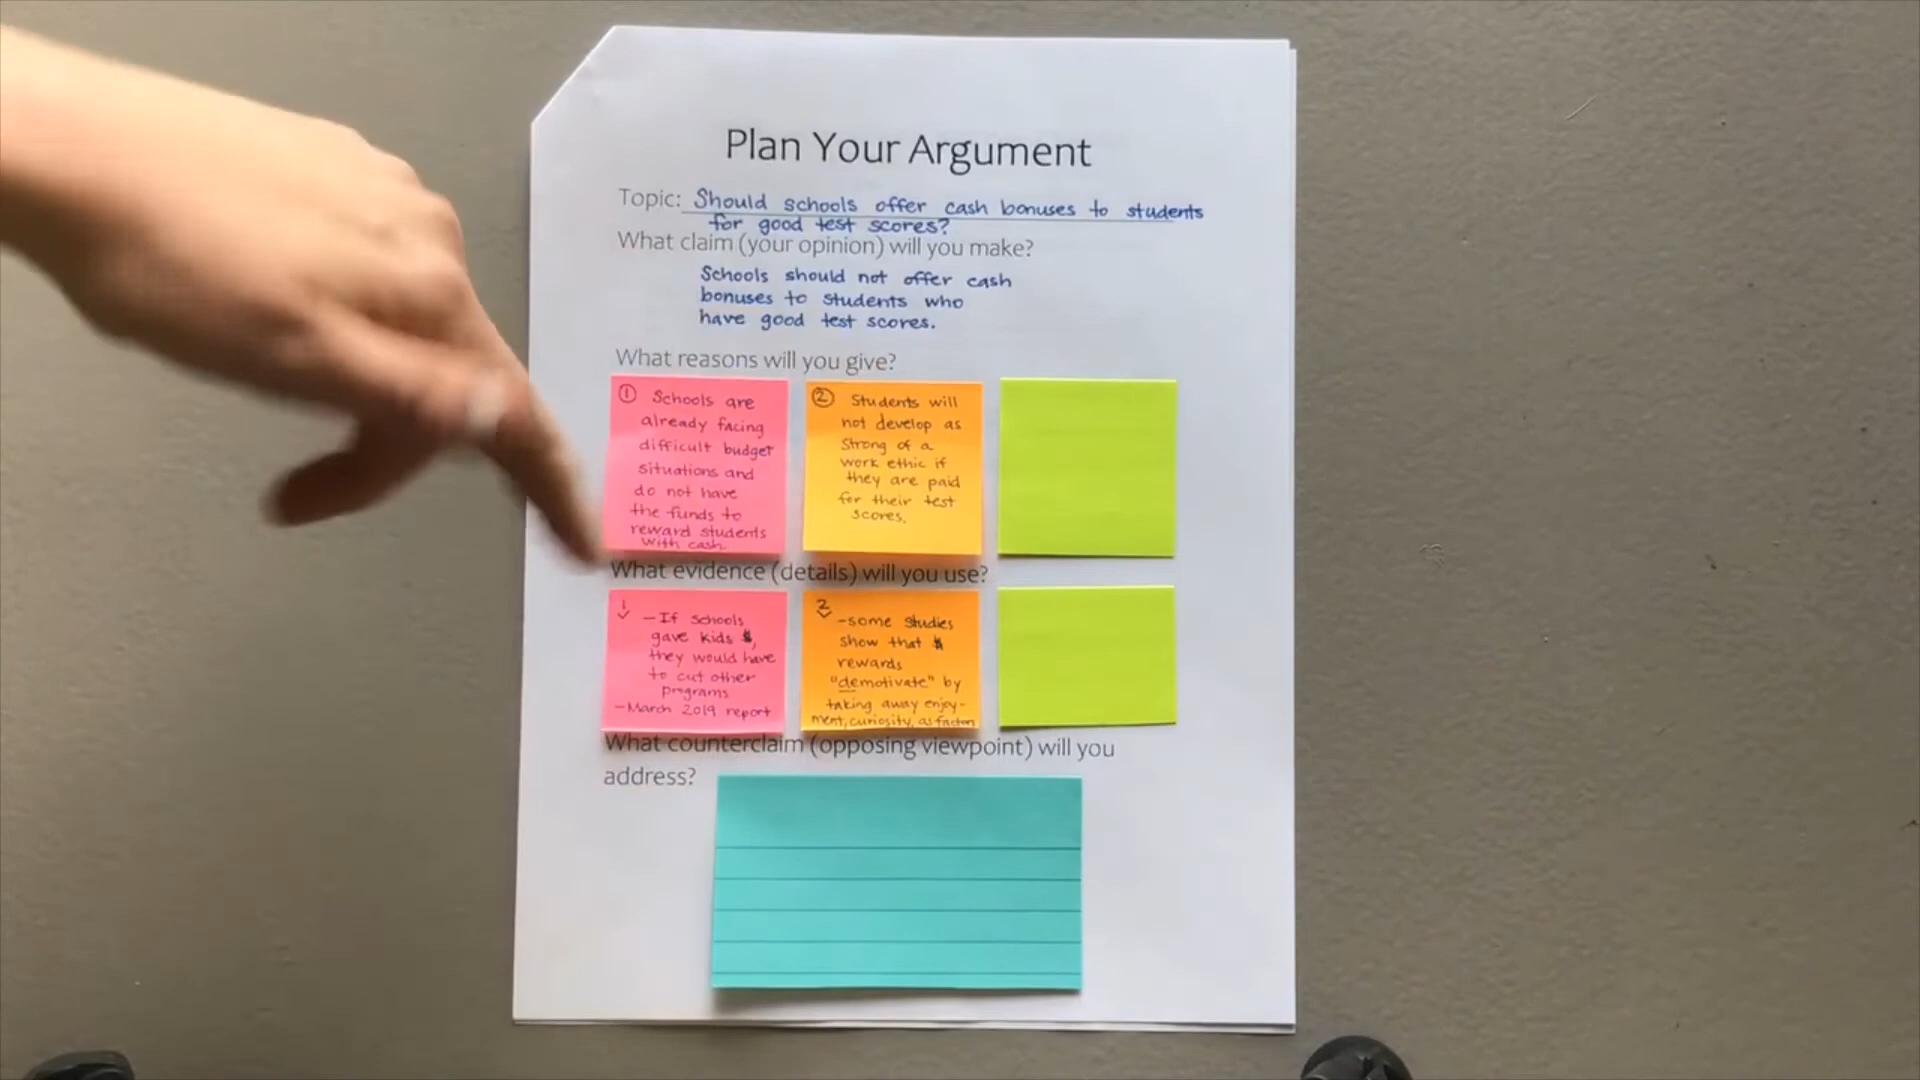 Plan Your Argument
Topic: Should schools offer cash bonuses to students
for good test scores?
What claim (your opinion) will you make?
Schools should not offer cash
bonuses to students who
have good test scores.
What reasons will you give?
① Schools are
already facing
difficult budget
situations and
do not have
the funds to
reward students
with cash
② Students will
not develop as
strong of a
work ethic if
they are paid
for their test
scores.
What evidence (details) will you use?
1 - If schools
gave kids $,
they would have
to cut other
programs
- March 2019 report
2 - some studies
show that $
rewards
"demotivate" by
taking away enjoy-
ment, curiosity, as factors
What counterclaim (opposing viewpoint) will you
address?